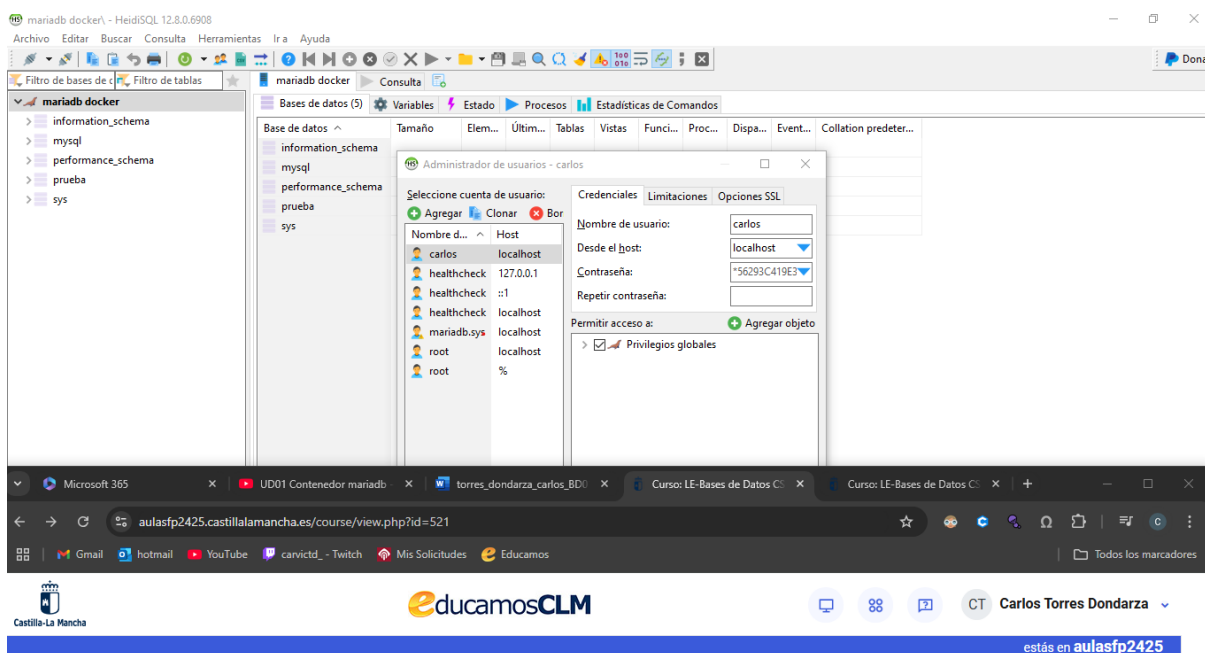 mariadb docker\ - HeidiSQL 12.8.0.6908
Archivo Editar Buscar Consulta Herramientas Ir a Ayuda
Dona
Filtro de bases de c Filtro de tablas
mariadb docker Consulta
mariadb docker
information_schema
mysql
performance_schema
prueba
sys
Bases de datos (5) Variables Estado Procesos Estadísticas de Comandos
Base de datos Tamaño Elem... Últim... Tablas Vistas Funci... Proc... Dispa... Event... Collation predeter...
information_schema
mysql
performance_schema
prueba
sys
Administrador de usuarios - carlos
Seleccione cuenta de usuario:
Agregar Clonar Bor
Nombre d... Host
carlos localhost
healthcheck 127.0.0.1
healthcheck ::1
healthcheck localhost
mariadb.sys localhost
root localhost
root %
Credenciales Limitaciones Opciones SSL
Nombre de usuario: carlos
Desde el host: localhost
Contraseña: *56293C419E3
Repetir contraseña:
Permitir acceso a: Agregar objeto
Privilegios globales
Microsoft 365 UD01 Contenedor mariadb - torres_dondarza_carlos_BD0 Curso: LE-Bases de Datos CS Curso: LE-Bases de Datos CS
aulasfp2425.castillalamancha.es/course/view.php?id=521
Gmail hotmail YouTube carvictd_ - Twitch Mis Solicitudes Educamos Todos los marcadores
Castilla-La Mancha
educamosCLM
CT Carlos Torres Dondarza
estás en aulasfp2425